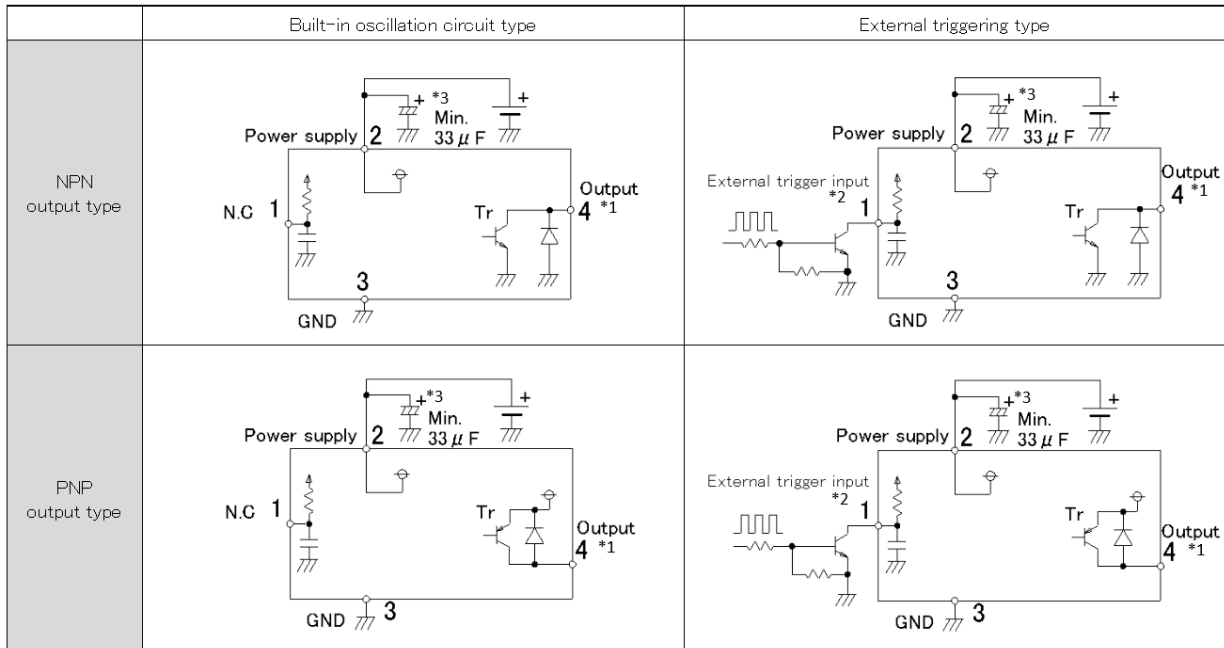 Built-in oscillation circuit type
External triggering type
NPN
output type
+ *3
Min.
33 μ F
+
Power supply 2
N.C 1
Tr
Output
4 *1
3
GND
+ *3
Min.
33 μ F
+
Power supply 2
External trigger input
*2 1
Tr
Output
4 *1
3
GND
PNP
output type
+ *3
Min.
33 μ F
+
Power supply 2
N.C 1
Tr
Output
4 *1
GND 3
+ *3
Min.
33 μ F
+
Power supply 2
External trigger input
*2 1
Tr
Output
4 *1
GND 3